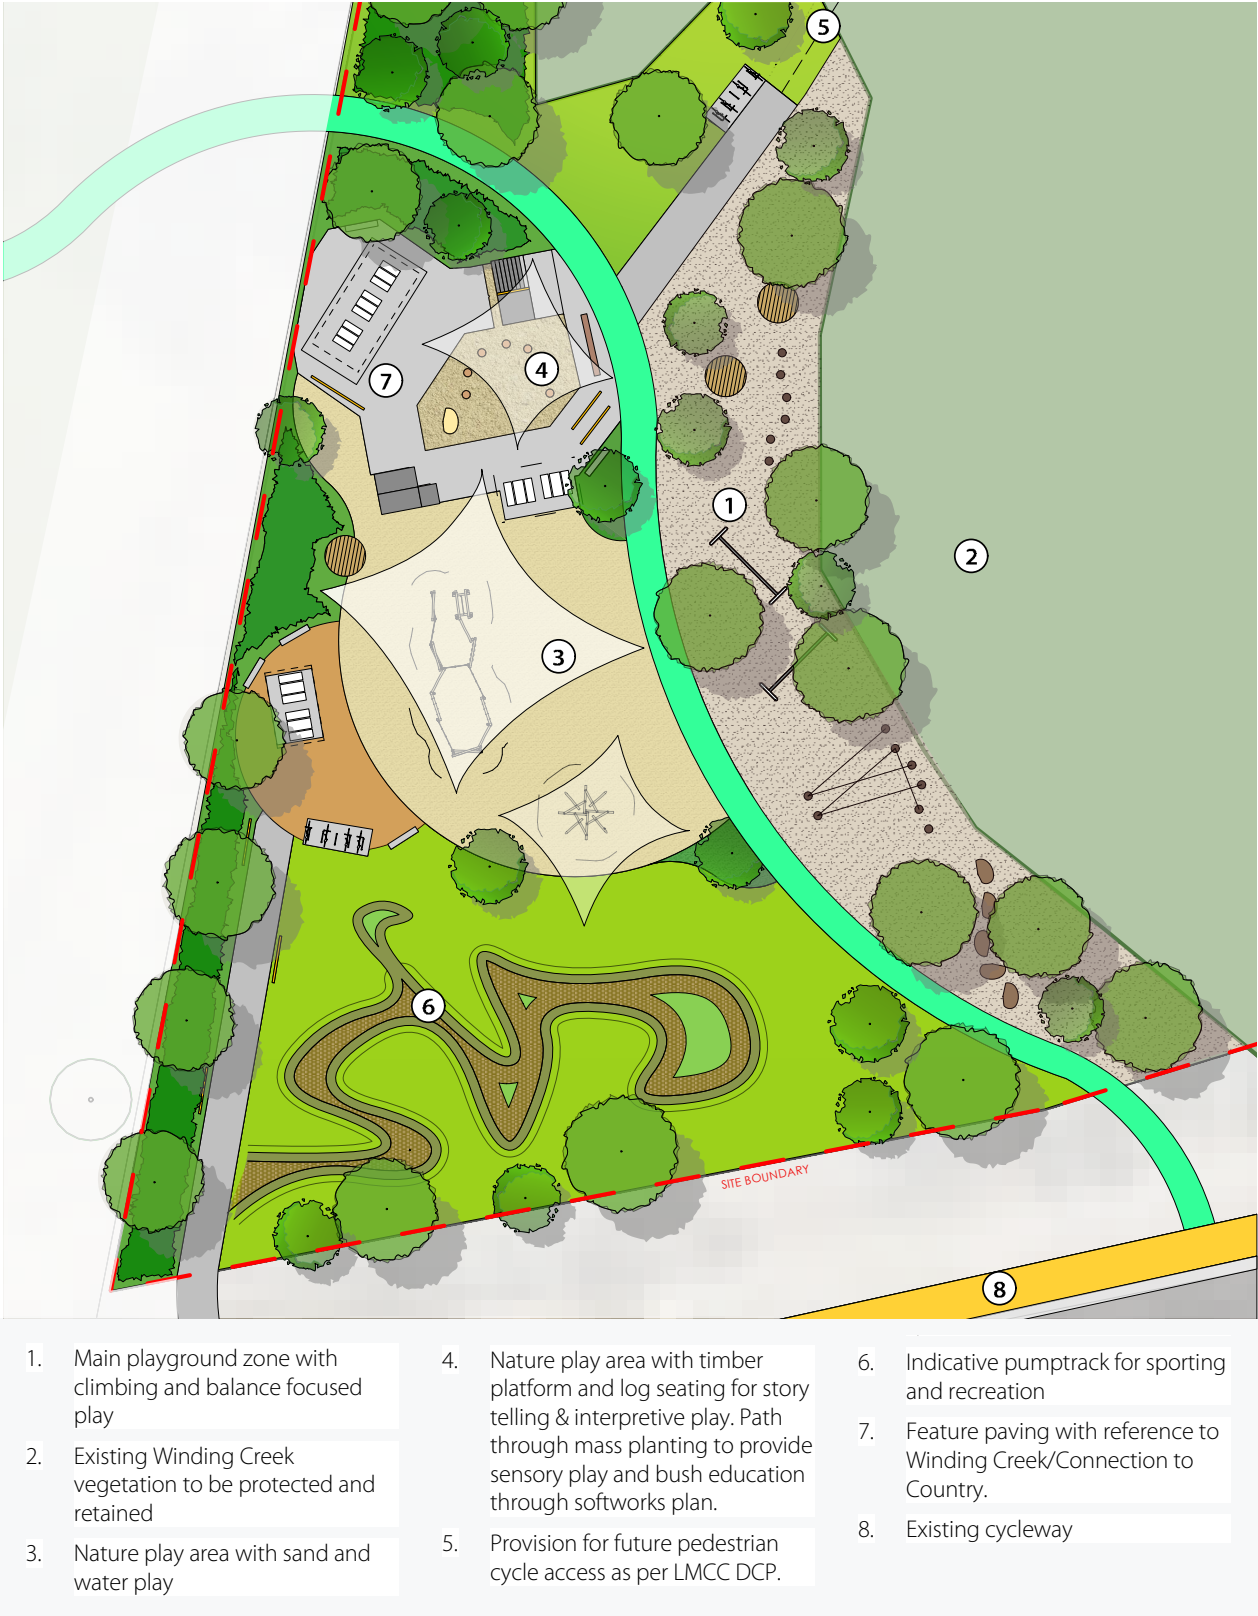 5
4
7
1
2
3
6
SITE BOUNDARY
8
1. Main playground zone with
climbing and balance focused
play
2. Existing Winding Creek
vegetation to be protected and
retained
3. Nature play area with sand and
water play
4. Nature play area with timber
platform and log seating for story
telling & interpretive play. Path
through mass planting to provide
sensory play and bush education
through softworks plan.
5. Provision for future pedestrian
cycle access as per LMCC DCP.
6. Indicative pumptrack for sporting
and recreation
7. Feature paving with reference to
Winding Creek/Connection to
Country.
8. Existing cycleway